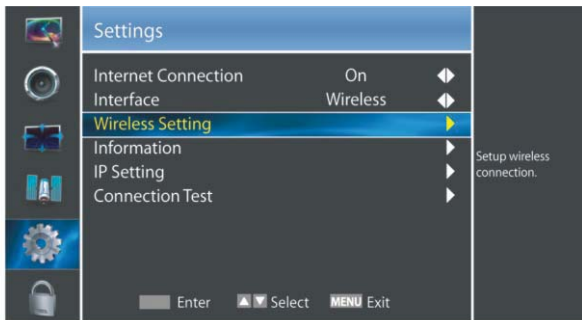 Settings
Internet Connection On
Interface Wireless
Wireless Setting
Information
IP Setting
Connection Test
Setup wireless
connection.
Enter Select MENU Exit